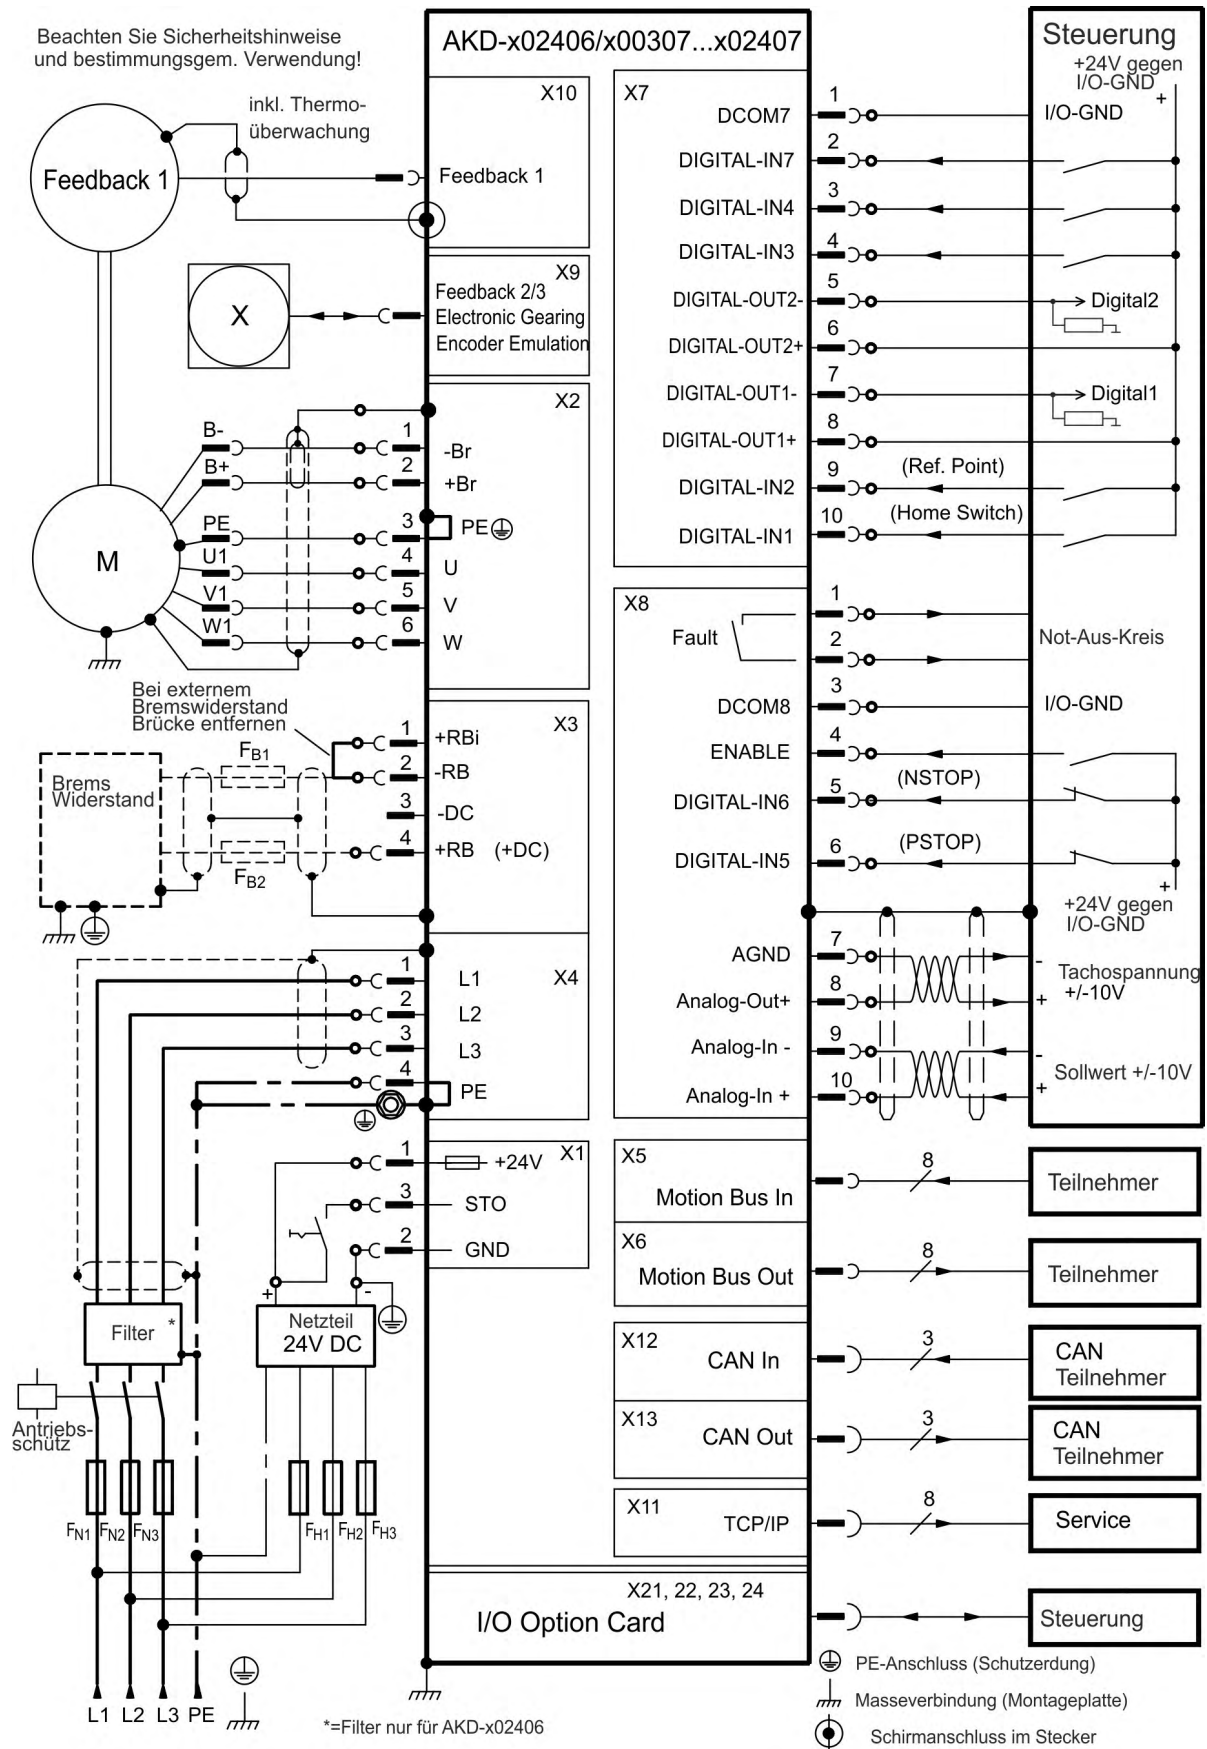 Beachten Sie Sicherheitshinweise
und bestimmungsgem. Verwendung!
AKD-x02406/x00307...x02407
Steuerung
+24V gegen
I/O-GND
+
inkl. Thermo-
überwachung
Feedback 1
X10
Feedback 1
X
X9
Feedback 2/3
Electronic Gearing
Encoder Emulation
X2
B-
1
-Br
B+
2
+Br
PE
3
PE
U1
4
U
V1
5
V
W1
6
W
M
Bei externem
Bremswiderstand
Brücke entfernen
X3
1
+RBi
2
-RB
3
-DC
4
+RB (+DC)
FB1
FB2
Brems
Widerstand
X4
1
L1
2
L2
3
L3
4
PE
X1
1
+24V
3
STO
2
GND
+
-
Netzteil
24V DC
Filter *
Antriebs-
schütz
FN1
FN2
FN3
FH1
FH2
FH3
L1
L2
L3
PE
*=Filter nur für AKD-x02406
X7
DCOM7
1
I/O-GND
DIGITAL-IN7
2
DIGITAL-IN4
3
DIGITAL-IN3
4
DIGITAL-OUT2-
5
Digital2
DIGITAL-OUT2+
6
DIGITAL-OUT1-
7
Digital1
DIGITAL-OUT1+
8
DIGITAL-IN2
9
(Ref. Point)
DIGITAL-IN1
10
(Home Switch)
X8
Fault
1
2
Not-Aus-Kreis
DCOM8
3
I/O-GND
ENABLE
4
DIGITAL-IN6
5
(NSTOP)
DIGITAL-IN5
6
(PSTOP)
+
+24V gegen
I/O-GND
AGND
7
-
Analog-Out+
8
+
Tachospannung
+/-10V
Analog-In -
9
-
Analog-In +
10
+
Sollwert +/-10V
X5
Motion Bus In
8
Teilnehmer
X6
Motion Bus Out
8
Teilnehmer
X12
CAN In
3
CAN
Teilnehmer
X13
CAN Out
3
CAN
Teilnehmer
X11
TCP/IP
8
Service
X21, 22, 23, 24
I/O Option Card
Steuerung
PE-Anschluss (Schutzerdung)
Masseverbindung (Montageplatte)
Schirmanschluss im Stecker